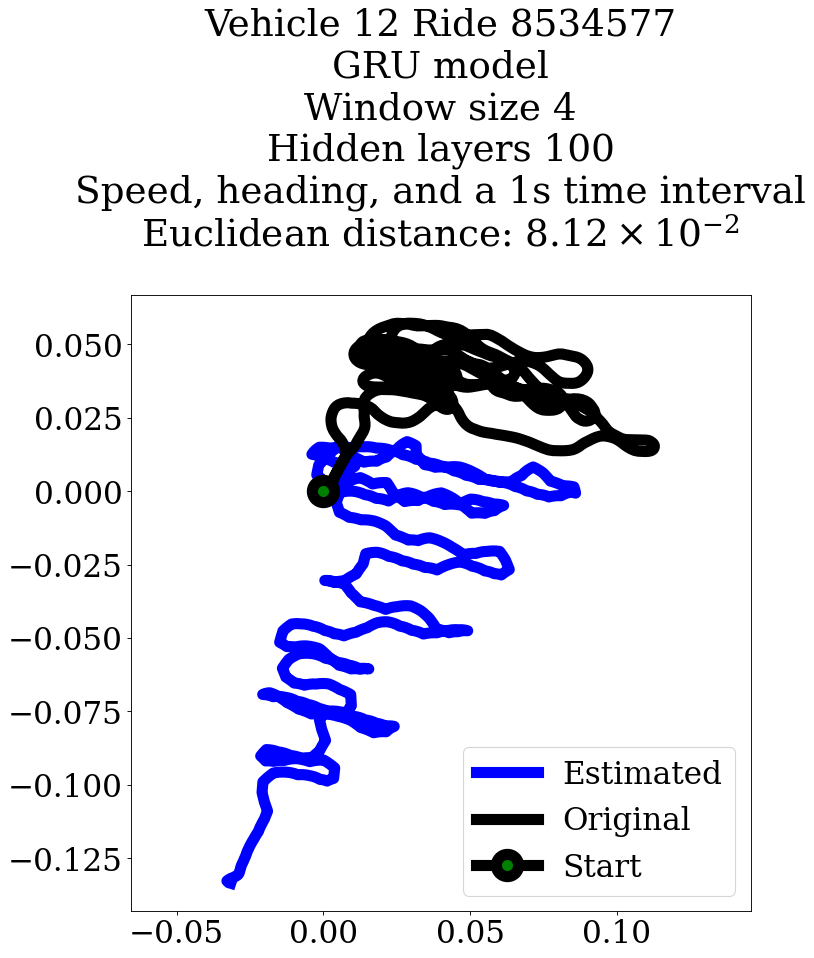 Vehicle 12 Ride 8534577
GRU model
Window size 4
Hidden layers 100
Speed, heading, and a 1s time interval
Euclidean distance: 8.12 × 10⁻²
0.050
0.025
0.000
−0.025
−0.050
−0.075
−0.100
−0.125
Estimated
Original
Start
−0.05 0.00 0.05 0.10